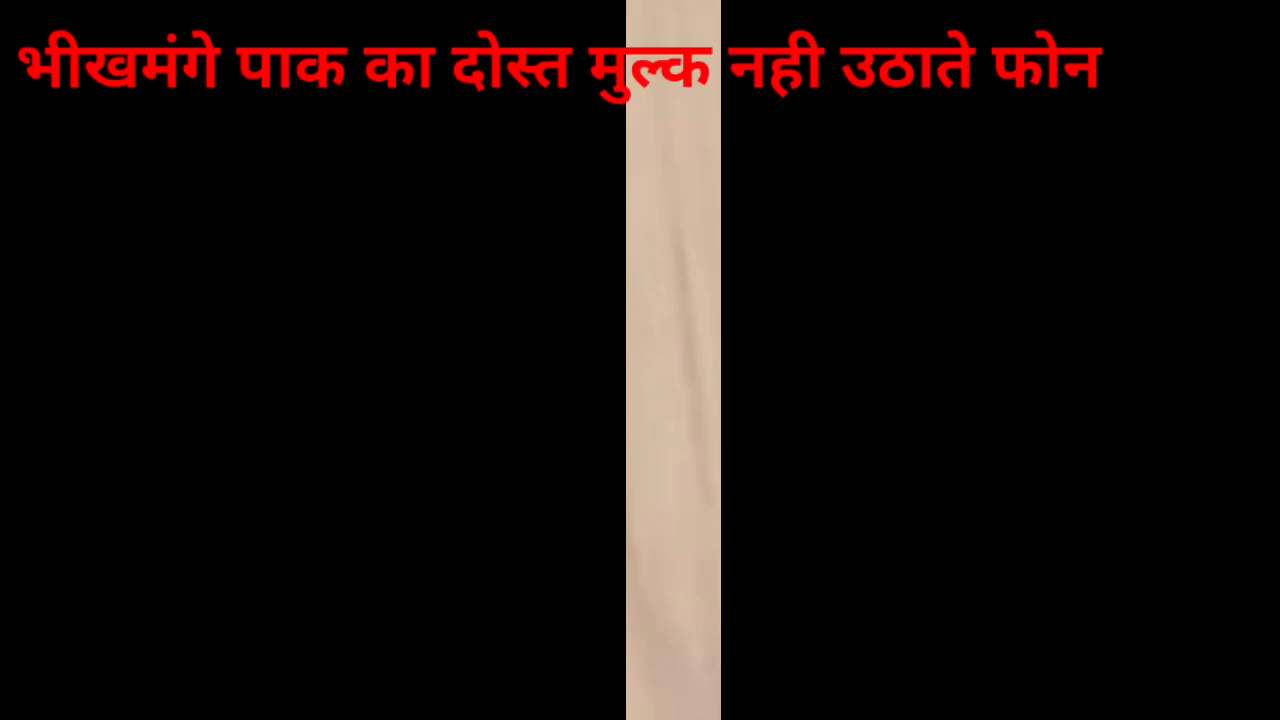 भीखमंगे पाक का दोस्त मुल्क नही उठाते फोन